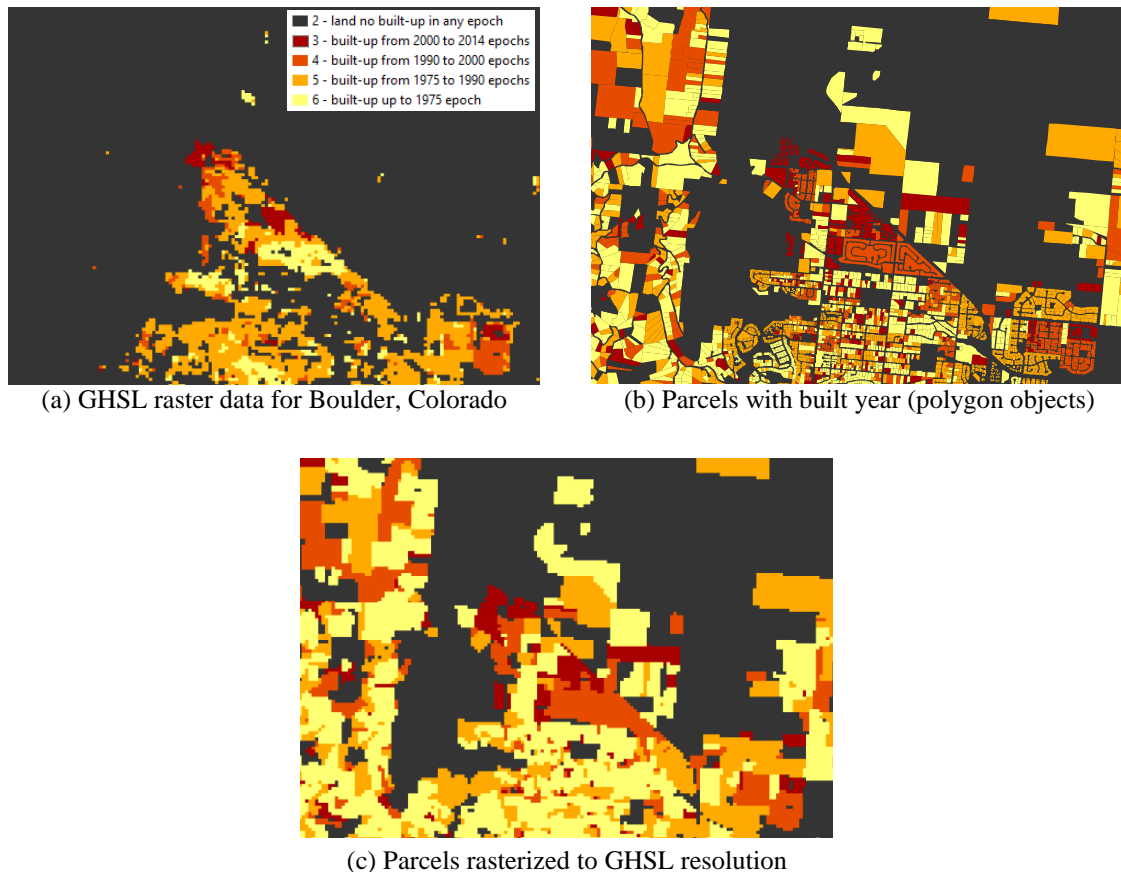 2 - land no built-up in any epoch
3 - built-up from 2000 to 2014 epochs
4 - built-up from 1990 to 2000 epochs
5 - built-up from 1975 to 1990 epochs
6 - built-up up to 1975 epoch
(a) GHSL raster data for Boulder, Colorado
(b) Parcels with built year (polygon objects)
(c) Parcels rasterized to GHSL resolution